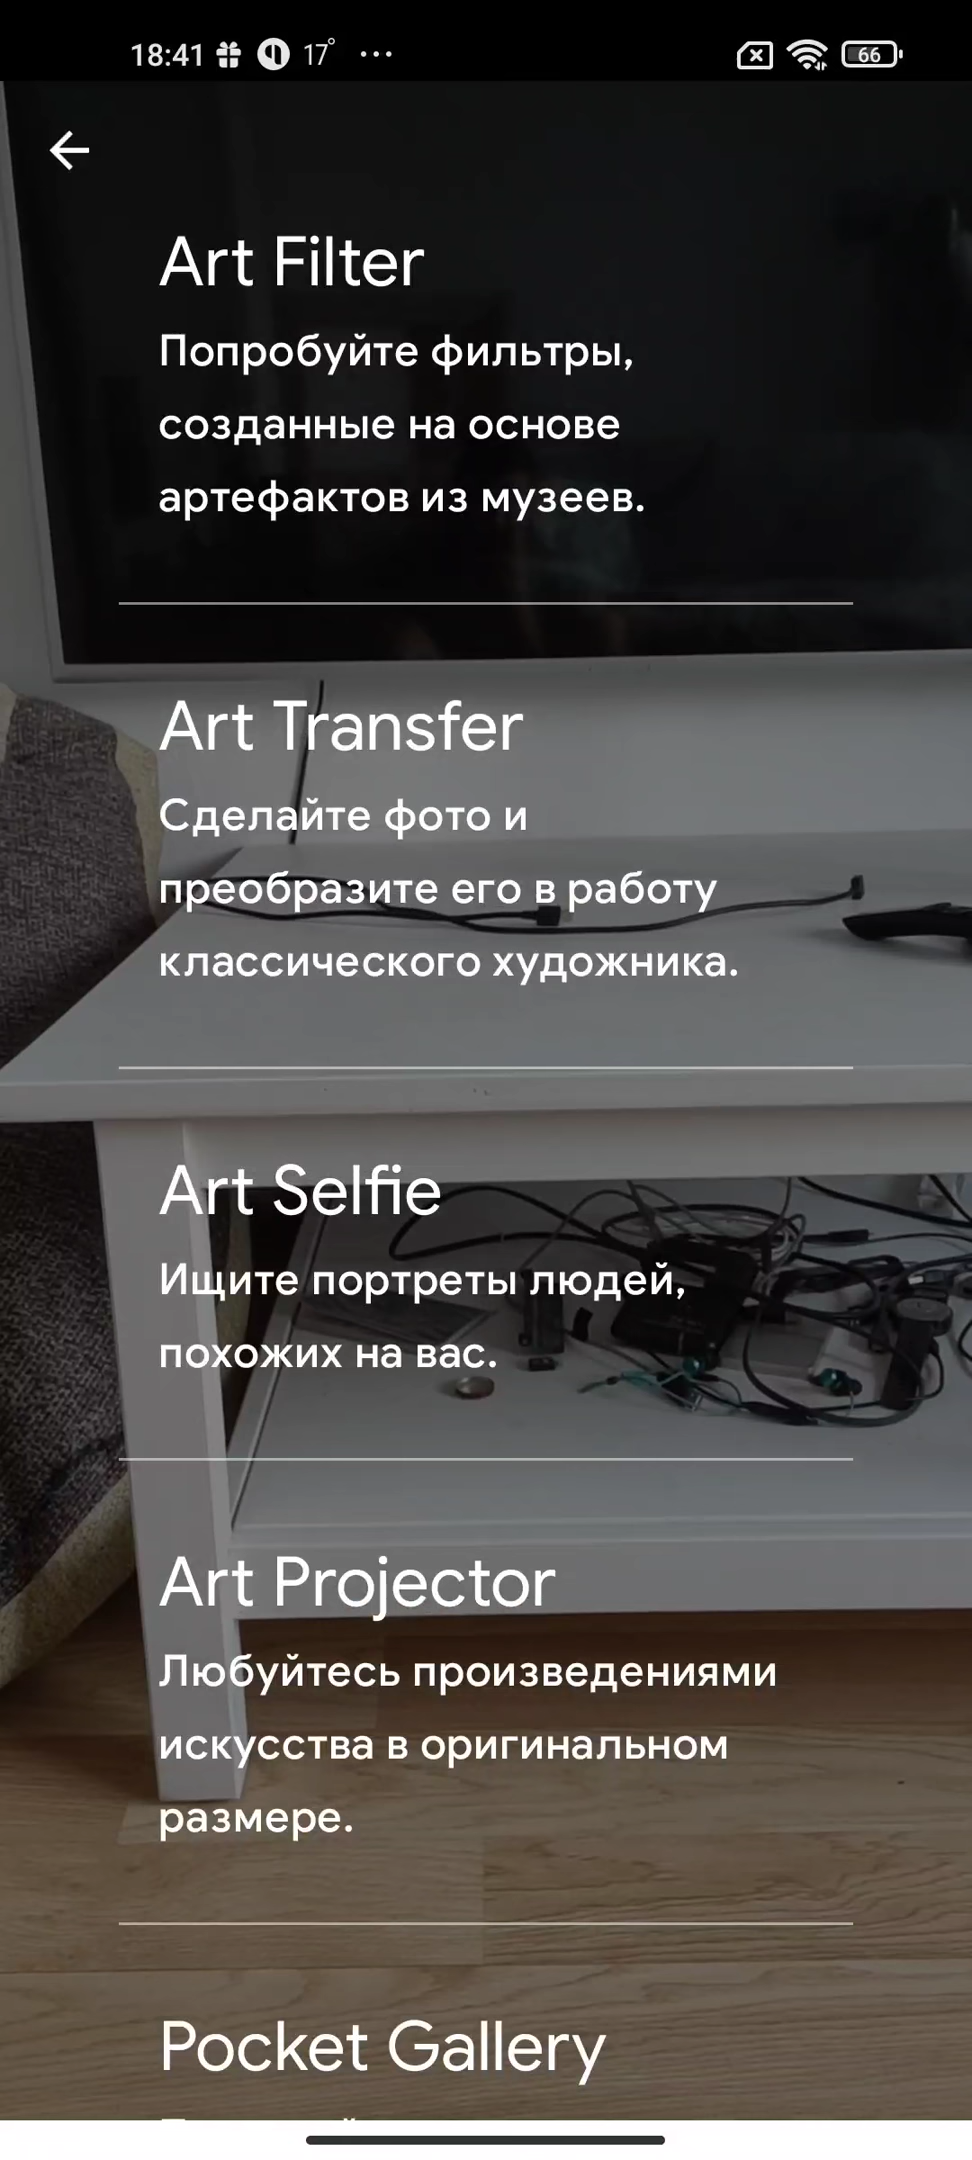 18:41 17°
66
Art Filter
Попробуйте фильтры,
созданные на основе
артефактов из музеев.
Art Transfer
Сделайте фото и
преобразите его в работу
классического художника.
Art Selfie
Ищите портреты людей,
похожих на вас.
Art Projector
Любуйтесь произведениями
искусства в оригинальном
размере.
Pocket Gallery